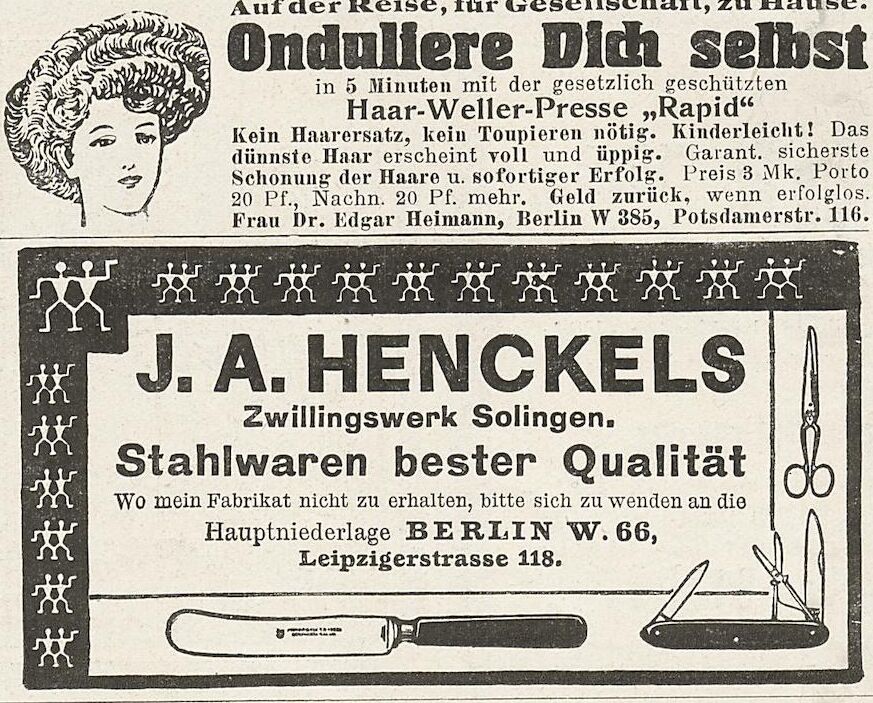 Auf der Reise, für Gesellschaft, zu Hause.
Onduliere Dich selbst
in 5 Minuten mit der gesetzlich geschützten
Haar-Weller-Presse „Rapid“
Kein Haarersatz, kein Toupieren nötig. Kinderleicht! Das
dünnste Haar erscheint voll und üppig. Garant. sicherste
Schonung der Haare u. sofortiger Erfolg. Preis 3 Mk. Porto
20 Pf., Nachn. 20 Pf. mehr. Geld zurück, wenn erfolglos.
Frau Dr. Edgar Heimann, Berlin W 385, Potsdamerstr. 116.
J. A. HENCKELS
Zwillingswerk Solingen.
Stahlwaren bester Qualität
Wo mein Fabrikat nicht zu erhalten, bitte sich zu wenden an die
Hauptniederlage BERLIN W. 66,
Leipzigerstrasse 118.